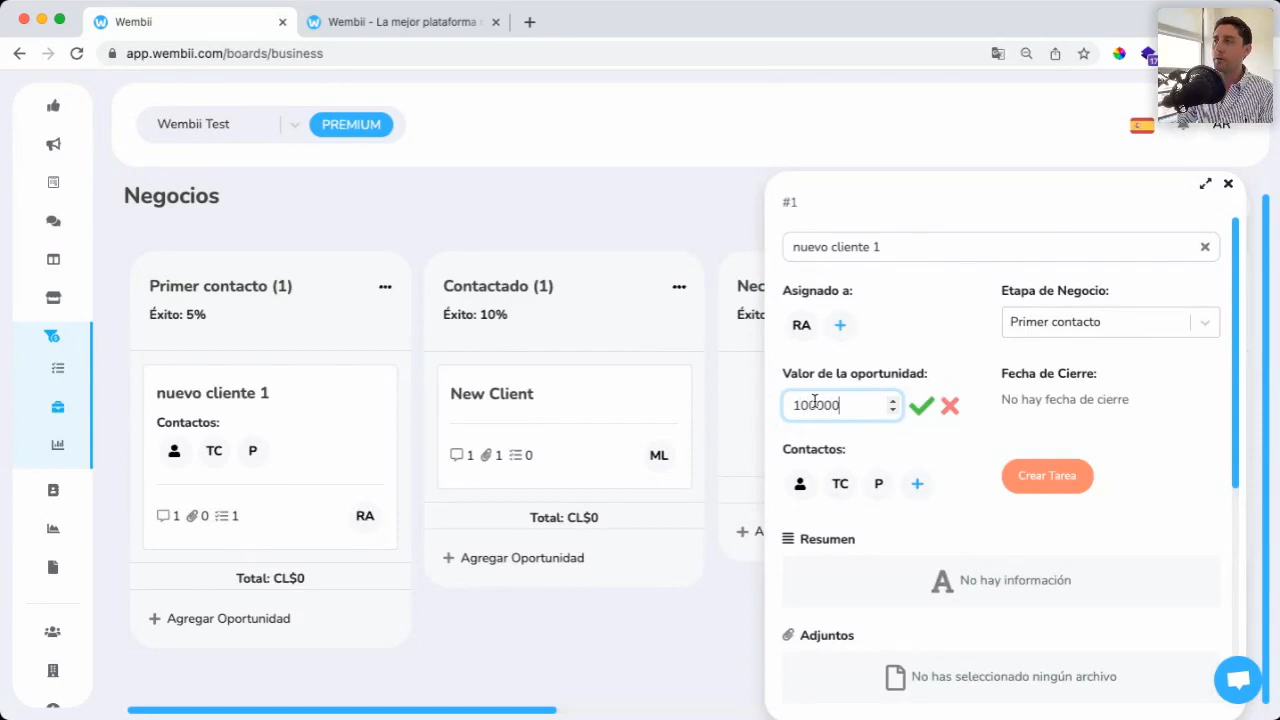 Wembii
Wembii - La mejor plataforma
app.wembii.com/boards/business
17
Wembii Test
PREMIUM
AR
Negocios
Primer contacto (1)
Éxito: 5%
nuevo cliente 1
Contactos:
TC
P
1
0
1
RA
Total: CL$0
Agregar Oportunidad
Contactado (1)
Éxito: 10%
New Client
1
1
0
ML
Total: CL$0
Agregar Oportunidad
#1
nuevo cliente 1
Asignado a:
RA
Etapa de Negocio:
Primer contacto
Valor de la oportunidad:
100000
Fecha de Cierre:
No hay fecha de cierre
Contactos:
TC
P
Crear Tarea
Resumen
No hay información
Adjuntos
No has seleccionado ningún archivo